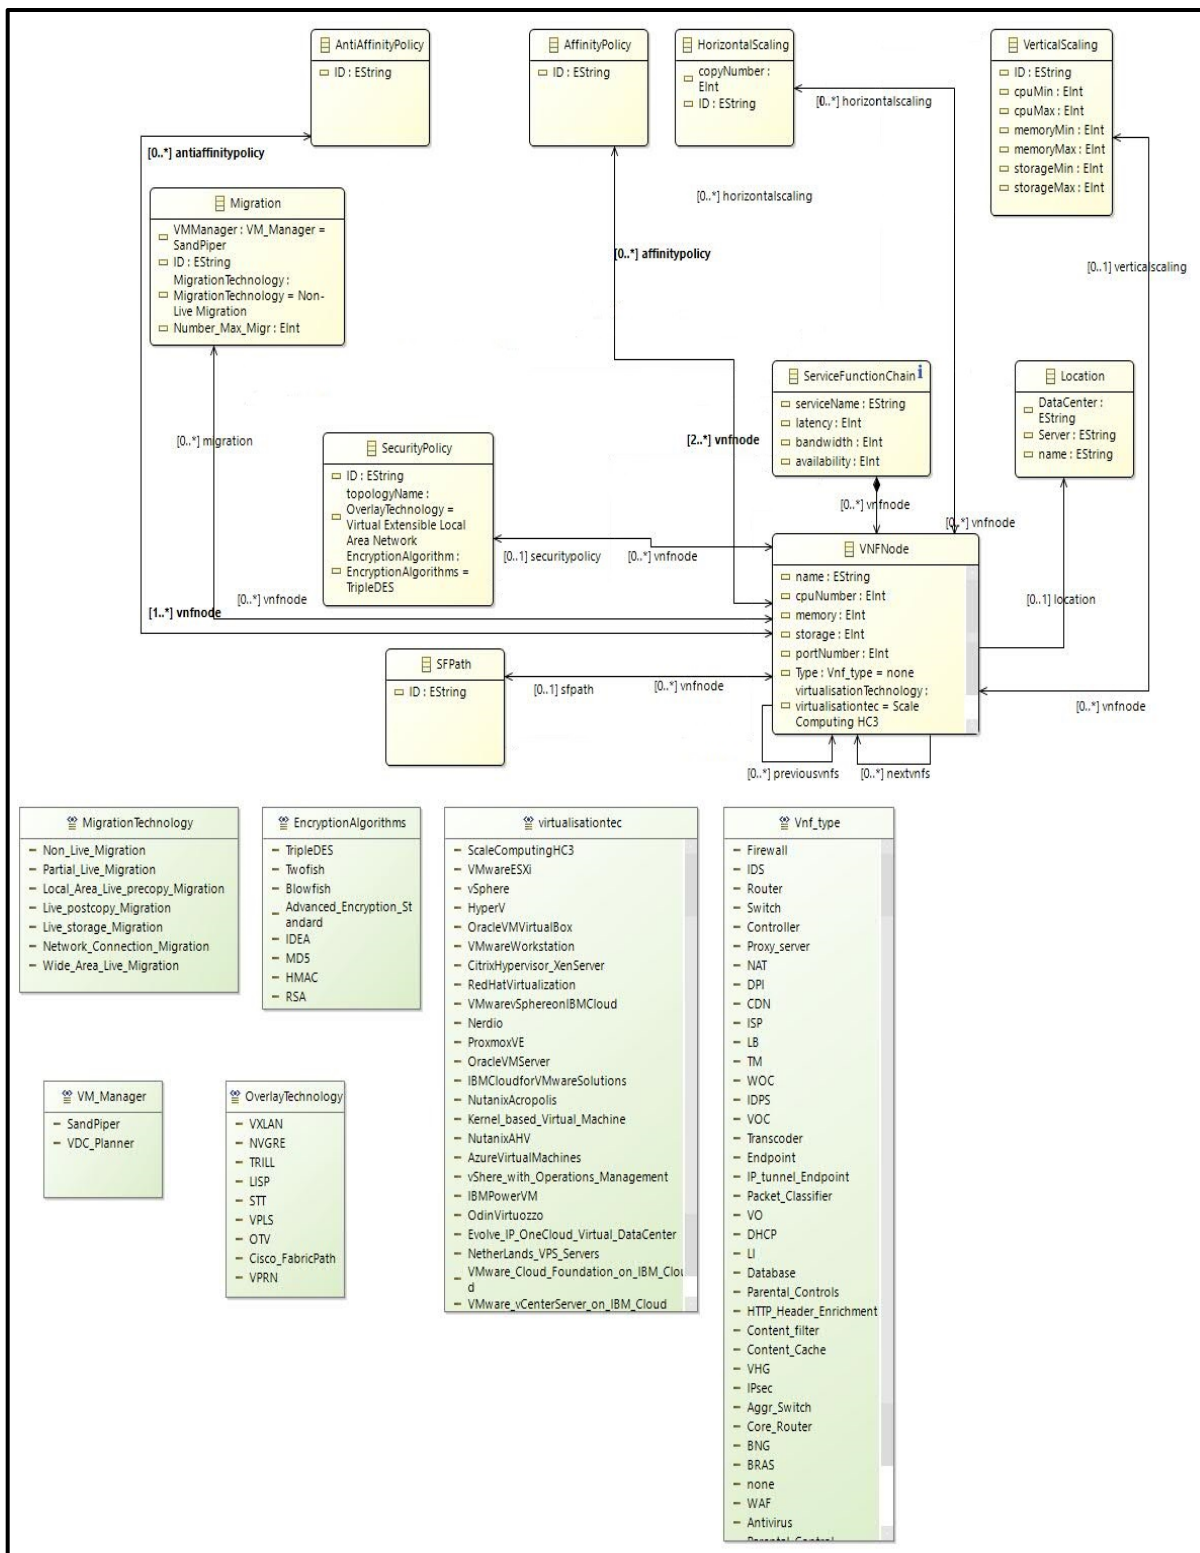 AntiAffinityPolicy
ID : EString
AffinityPolicy
ID : EString
HorizontalScaling
copyNumber :
EInt
ID : EString
VerticalScaling
ID : EString
cpuMin : EInt
cpuMax : EInt
memoryMin : EInt
memoryMax : EInt
storageMin : EInt
storageMax : EInt
[0..*] horizontalscaling
[0..*] antiaffinitypolicy
[0..*] horizontalscaling
[0..*] affinitypolicy
[0..1] verticalscaling
Migration
VMManager : VM_Manager =
SandPiper
ID : EString
MigrationTechnology :
MigrationTechnology = Non-
Live Migration
Number_Max_Migr : EInt
[0..*] migration
ServiceFunctionChain
serviceName : EString
latency : EInt
bandwidth : EInt
availability : EInt
Location
DataCenter :
EString
Server : EString
name : EString
[2..*] vnfnode
SecurityPolicy
ID : EString
topologyName :
OverlayTechnology =
Virtual Extensible Local
Area Network
EncryptionAlgorithm :
EncryptionAlgorithms =
TripleDES
[0..*] vnfnode
[0..*] vnfnode
[0..1] securitypolicy
[0..*] vnfnode
VNFNode
name : EString
cpuNumber : EInt
memory : EInt
storage : EInt
portNumber : EInt
Type : Vnf_type = none
virtualisationTechnology :
virtualisationtec = Scale
Computing HC3
[0..1] location
[0..*] vnfnode
[1..*] vnfnode
SFPath
ID : EString
[0..1] sfpath
[0..*] vnfnode
[0..*] vnfnode
[0..*] previousvnfs
[0..*] nextvnfs
MigrationTechnology
Non_Live_Migration
Partial_Live_Migration
Local_Area_Live_precopy_Migration
Live_postcopy_Migration
Live_storage_Migration
Network_Connection_Migration
Wide_Area_Live_Migration
EncryptionAlgorithms
TripleDES
Twofish
Blowfish
Advanced_Encryption_St
andard
IDEA
MD5
HMAC
RSA
virtualisationtec
ScaleComputingHC3
VMwareESXi
vSphere
HyperV
OracleVMVirtualBox
VMwareWorkstation
CitrixHypervisor_XenServer
RedHatVirtualization
VMwarevSphereonIBMCloud
Nerdio
ProxmoxVE
OracleVMServer
IBMCloudforVMwareSolutions
NutanixAcropolis
Kernel_based_Virtual_Machine
NutanixAHV
AzureVirtualMachines
vShere_with_Operations_Management
IBMPowerVM
OdinVirtuozzo
Evolve_IP_OneCloud_Virtual_DataCenter
NetherLands_VPS_Servers
VMware_Cloud_Foundation_on_IBM_Clou
d
VMware_vCenterServer_on_IBM_Cloud
Vnf_type
Firewall
IDS
Router
Switch
Controller
Proxy_server
NAT
DPI
CDN
ISP
LB
TM
WOC
IDPS
VOC
Transcoder
Endpoint
IP_tunnel_Endpoint
Packet_Classifier
VO
DHCP
LI
Database
Parental_Controls
HTTP_Header_Enrichment
Content_filter
Content_Cache
VHG
IPsec
Aggr_Switch
Core_Router
BNG
BRAS
none
WAF
Antivirus
Parental_Control
VM_Manager
SandPiper
VDC_Planner
OverlayTechnology
VXLAN
NVGRE
TRILL
LISP
STT
VPLS
OTV
Cisco_FabricPath
VPRN